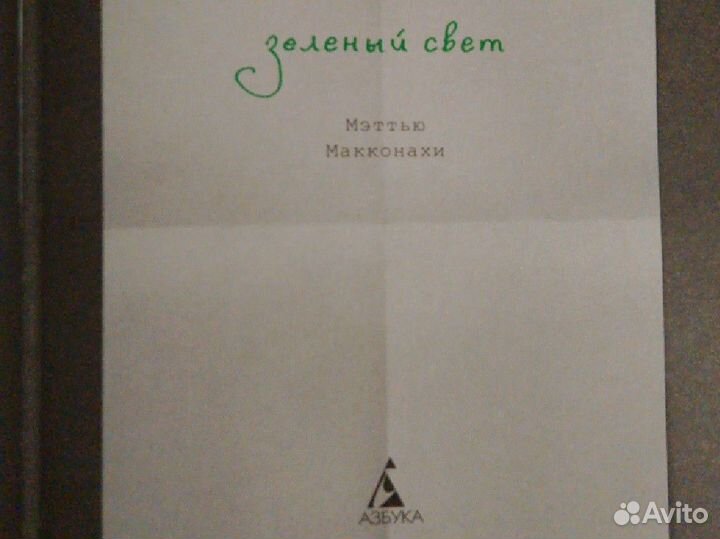 зеленый свет
Мэттью
Макконахи
АЗБУКА
Avito